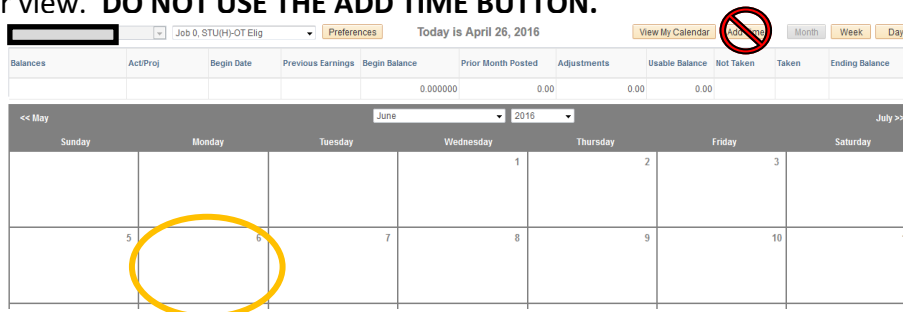 r view. DO NOT USE THE ADD TIME BUTTON.
Job 0, STU(H)-OT Elig Preferences Today is April 26, 2016 View My Calendar Add Time Month Week Day
Balances Act/Proj Begin Date Previous Earnings Begin Balance Prior Month Posted Adjustments Usable Balance Not Taken Taken Ending Balance
0.000000 0.00 0.00 0.00
<< May June 2016 July >>
Sunday Monday Tuesday Wednesday Thursday Friday Saturday
1 2 3
5 6 7 8 9 10